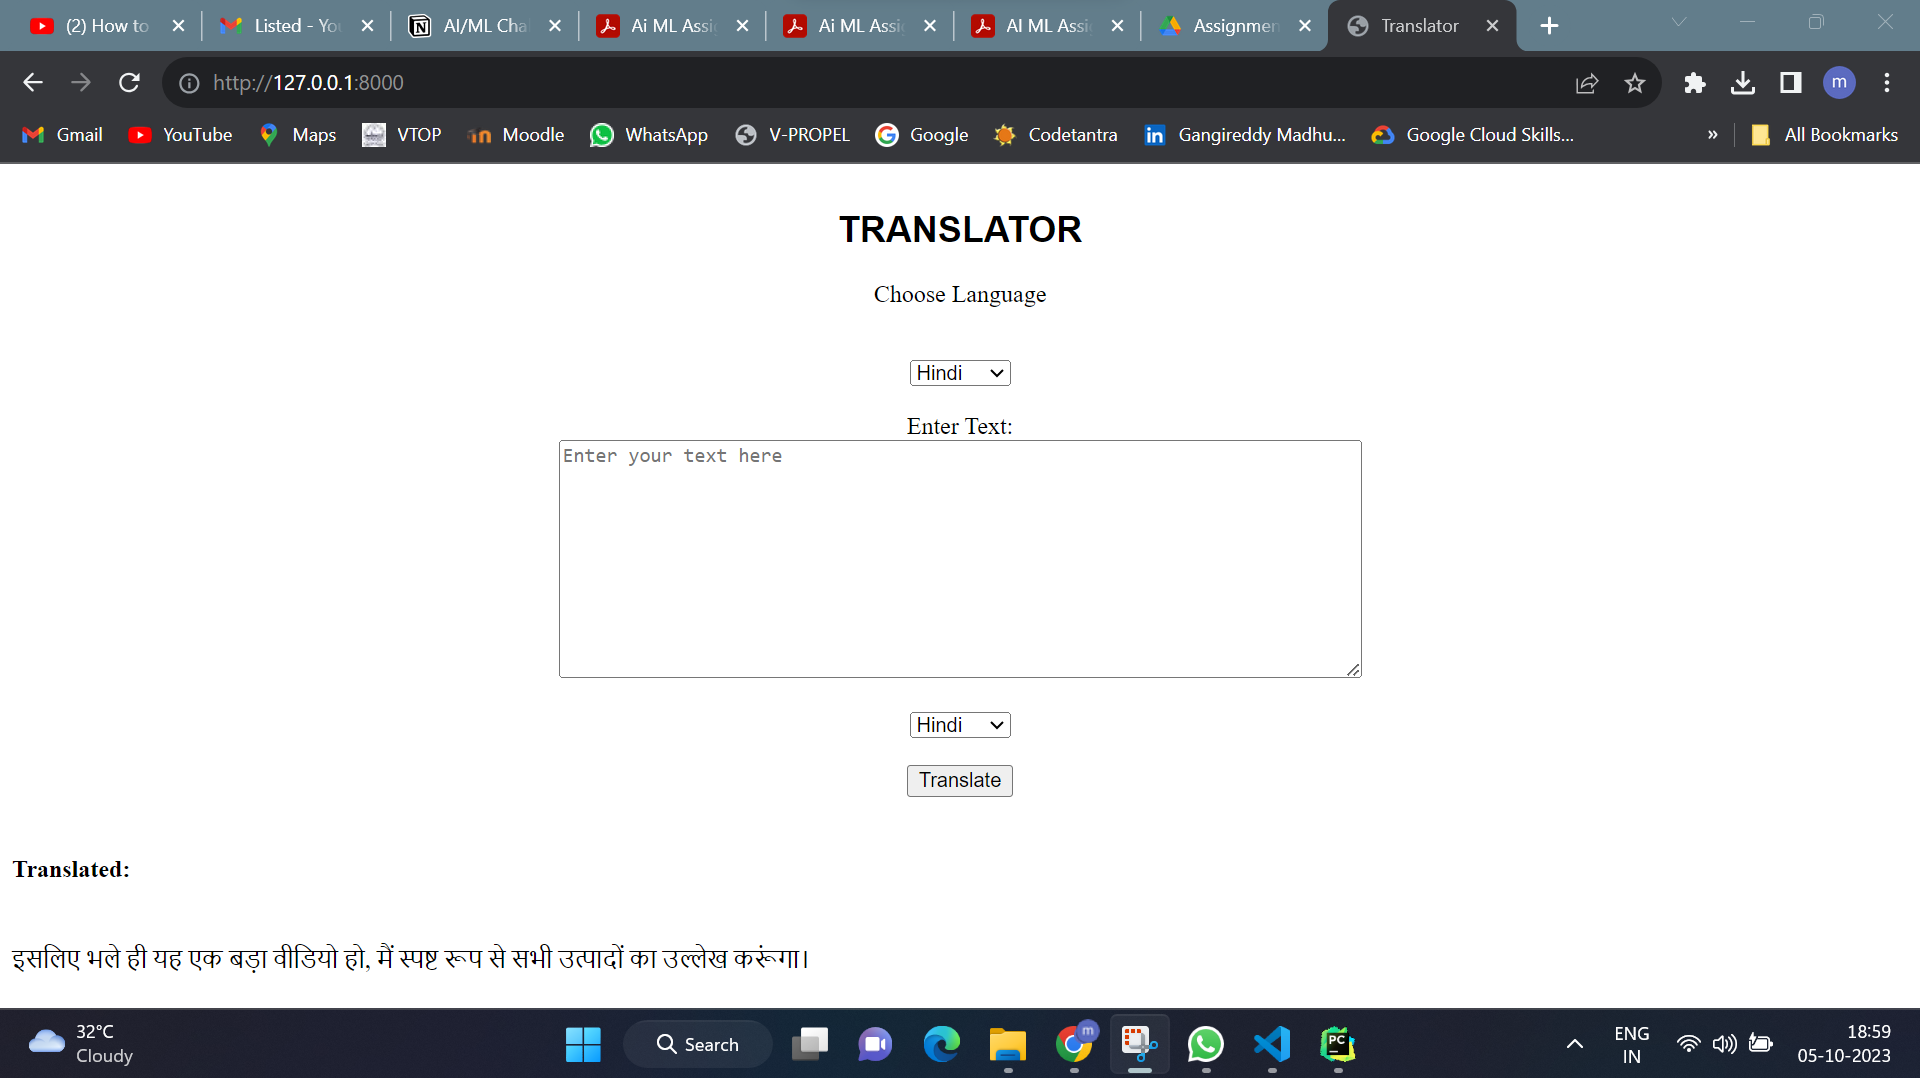 (2) How to
Listed - You
AI/ML Cha
Ai ML Assi
Ai ML Assi
AI ML Assi
Assignmen
Translator
http://127.0.0.1:8000
m
Gmail
YouTube
Maps
VTOP
Moodle
WhatsApp
V-PROPEL
Google
Codetantra
Gangireddy Madhu...
Google Cloud Skills...
»
All Bookmarks
TRANSLATOR
Choose Language
Hindi
Enter Text:
Enter your text here
Hindi
Translate
Translated:
इसलिए भले ही यह एक बड़ा वीडियो हो, मैं स्पष्ट रूप से सभी उत्पादों का उल्लेख करूंगा।
32°C
Cloudy
Search
m
PC
ENG
IN
18:59
05-10-2023